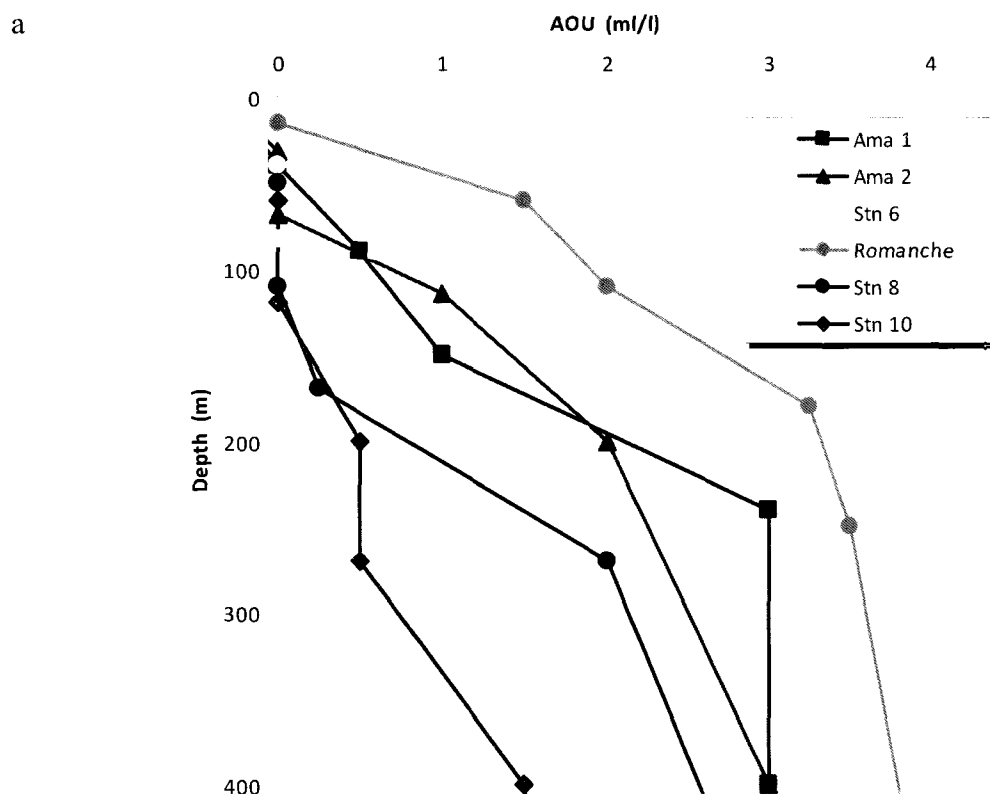 a
AOU (ml/l)
0 1 2 3 4
0
Ama 1
Ama 2
Stn 6
Romanche
100
Stn 8
Stn 10
Depth (m)
200
300
400